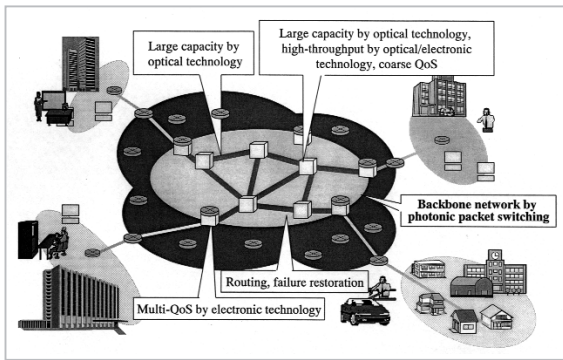 Large capacity by
optical technology
Large capacity by optical technology,
high-throughput by optical/electronic
technology, coarse QoS
Backbone network by
photonic packet switching
Routing, failure restoration
Multi-QoS by electronic technology